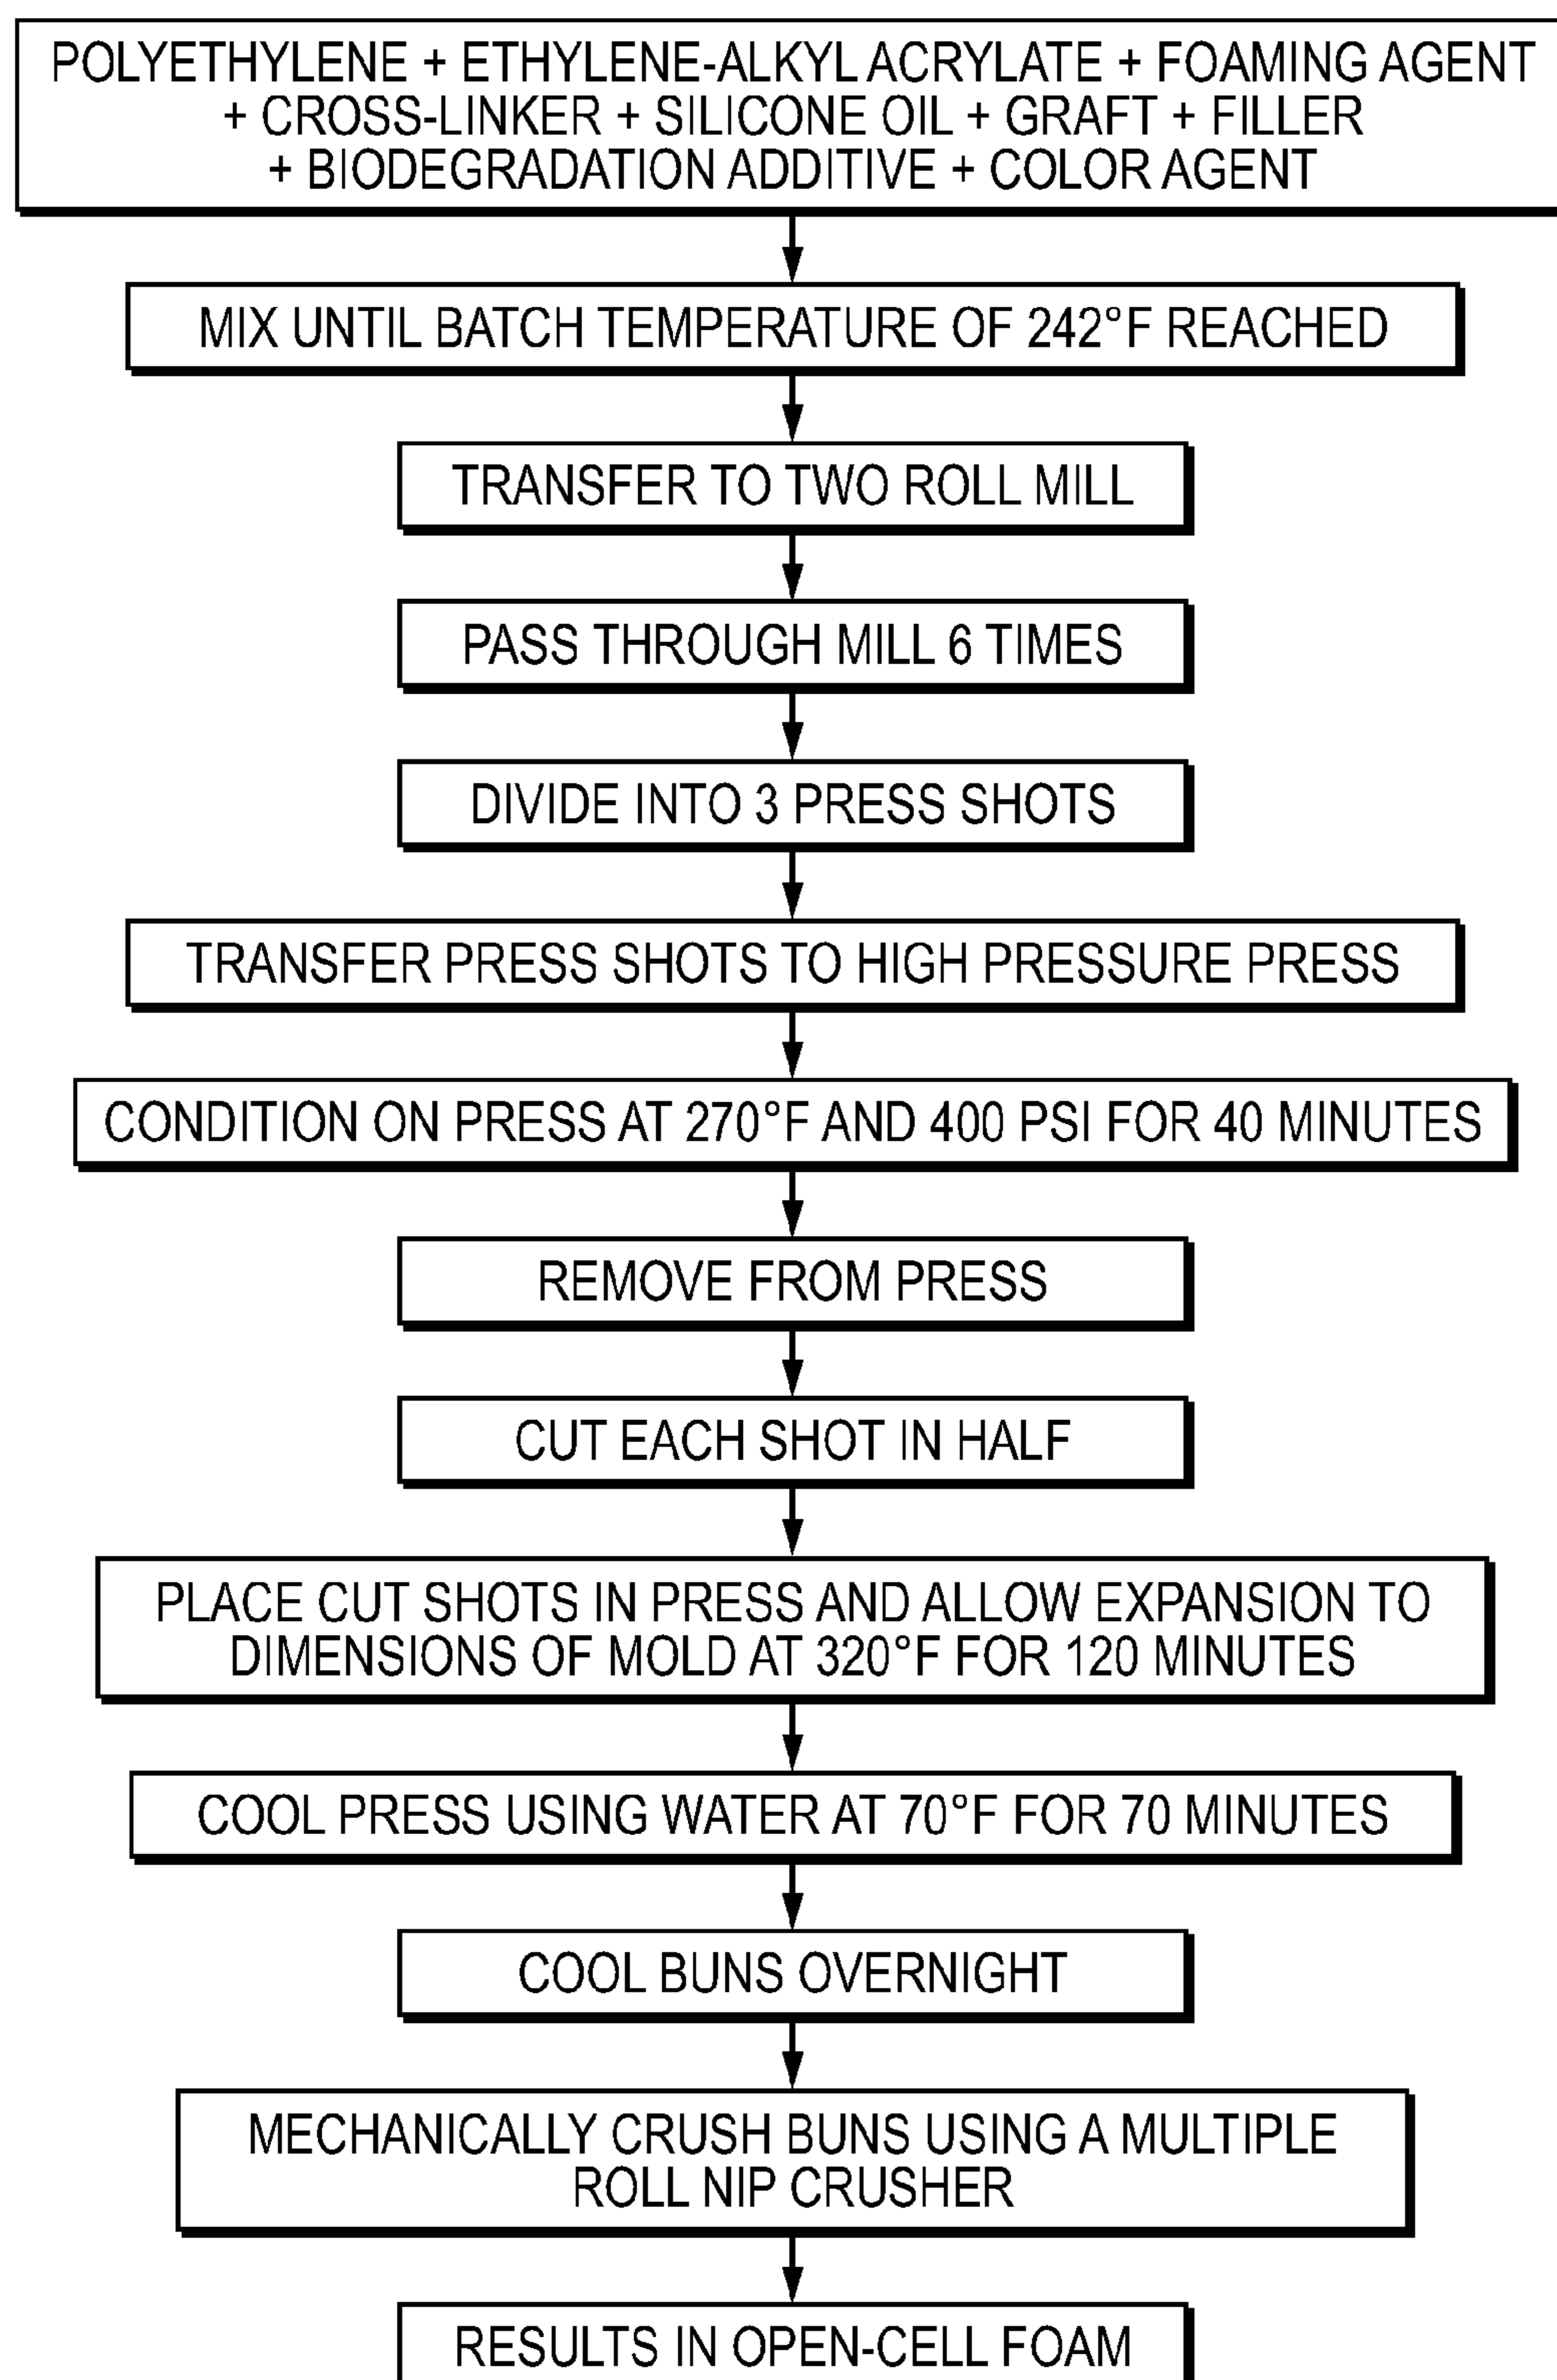 POLYETHYLENE + ETHYLENE-ALKYL ACRYLATE + FOAMING AGENT
+ CROSS-LINKER + SILICONE OIL + GRAFT + FILLER
+ BIODEGRADATION ADDITIVE + COLOR AGENT
MIX UNTIL BATCH TEMPERATURE OF 242°F REACHED
TRANSFER TO TWO ROLL MILL
PASS THROUGH MILL 6 TIMES
DIVIDE INTO 3 PRESS SHOTS
TRANSFER PRESS SHOTS TO HIGH PRESSURE PRESS
CONDITION ON PRESS AT 270°F AND 400 PSI FOR 40 MINUTES
REMOVE FROM PRESS
CUT EACH SHOT IN HALF
PLACE CUT SHOTS IN PRESS AND ALLOW EXPANSION TO
DIMENSIONS OF MOLD AT 320°F FOR 120 MINUTES
COOL PRESS USING WATER AT 70°F FOR 70 MINUTES
COOL BUNS OVERNIGHT
MECHANICALLY CRUSH BUNS USING A MULTIPLE
ROLL NIP CRUSHER
RESULTS IN OPEN-CELL FOAM